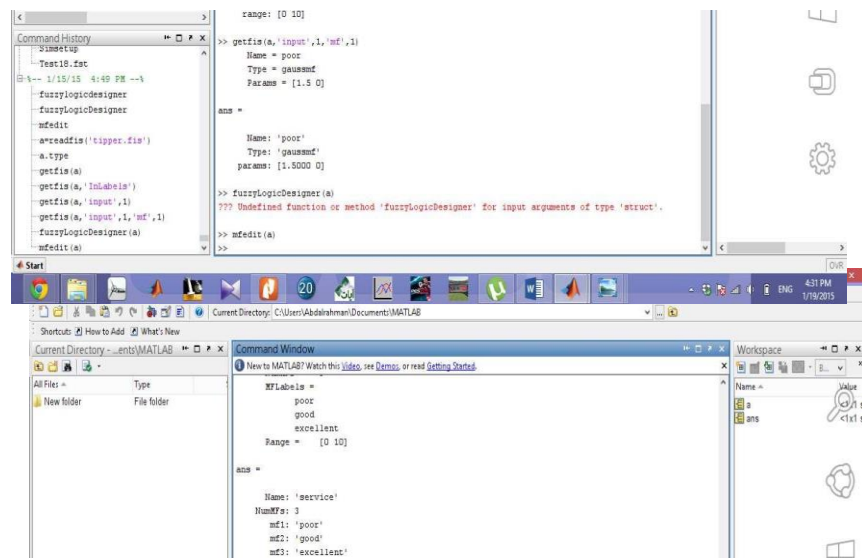 range: [0 10]
Command History
Simsetup
Test18.fst
%-- 1/15/15 4:49 PM --%
fuzzylogicdesigner
fuzzyLogicDesigner
mfedit
a=readfis('tipper.fis')
a.type
getfis(a)
getfis(a,'InLabels')
getfis(a,'input',1)
getfis(a,'input',1,'mf',1)
fuzzyLogicDesigner(a)
mfedit(a)
>> getfis(a,'input',1,'mf',1)
Name = poor
Type = gaussmf
Params = [1.5 0]
ans =
Name: 'poor'
Type: 'gaussmf'
params: [1.5000 0]
>> fuzzyLogicDesigner(a)
??? Undefined function or method 'fuzzyLogicDesigner' for input arguments of type 'struct'.
>> mfedit(a)
>>
Start
OVR
20
ENG
4:31 PM
1/19/2015
Current Directory: C:\Users\Abdalrahman\Documents\MATLAB
Shortcuts How to Add What's New
Current Directory - ...ents\MATLAB
All Files Type
New folder File folder
Command Window
New to MATLAB? Watch this Video, see Demos, or read Getting Started.
MFLabels =
poor
good
excellent
Range = [0 10]
ans =
Name: 'service'
NumMFs: 3
mf1: 'poor'
mf2: 'good'
mf3: 'excellent'
Workspace
Name Value
a <1x1 s
ans <1x1 s